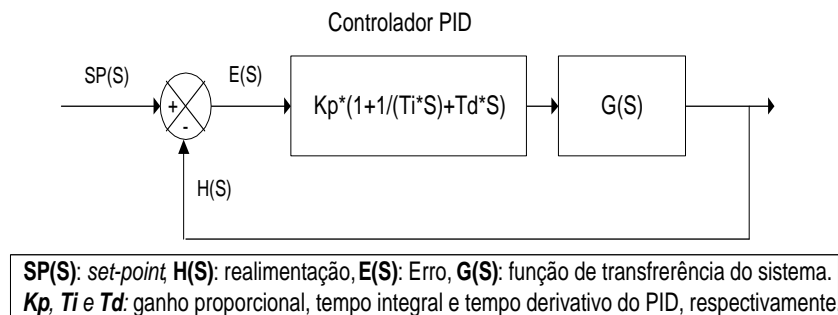 Controlador PID
SP(S)
E(S)
+
-
Kp*(1+1/(Ti*S)+Td*S)
G(S)
H(S)
SP(S): set-point, H(S): realimentação, E(S): Erro, G(S): função de transfrerência do sistema.
Kp, Ti e Td: ganho proporcional, tempo integral e tempo derivativo do PID, respectivamente